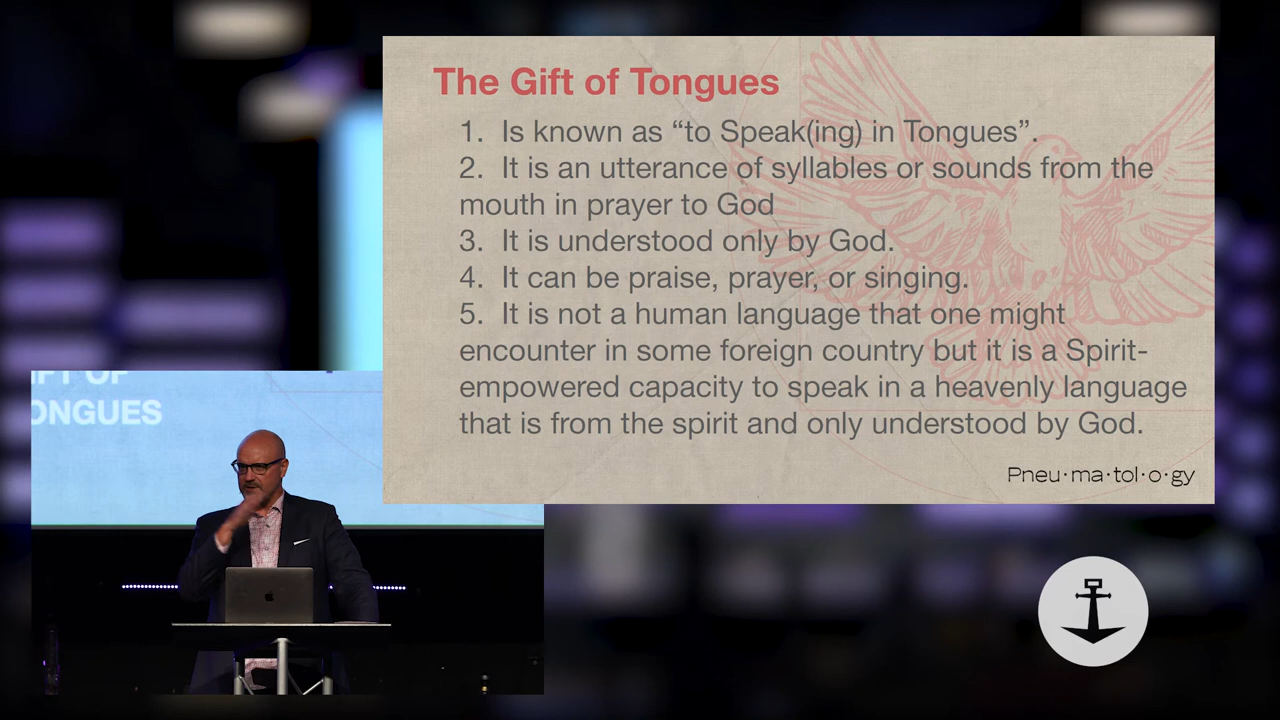 The Gift of Tongues
1. Is known as “to Speak(ing) in Tongues”.
2. It is an utterance of syllables or sounds from the
mouth in prayer to God
3. It is understood only by God.
4. It can be praise, prayer, or singing.
5. It is not a human language that one might
encounter in some foreign country but it is a Spirit-
empowered capacity to speak in a heavenly language
that is from the spirit and only understood by God.
Pneu·ma·tol·o·gy
ONGUES